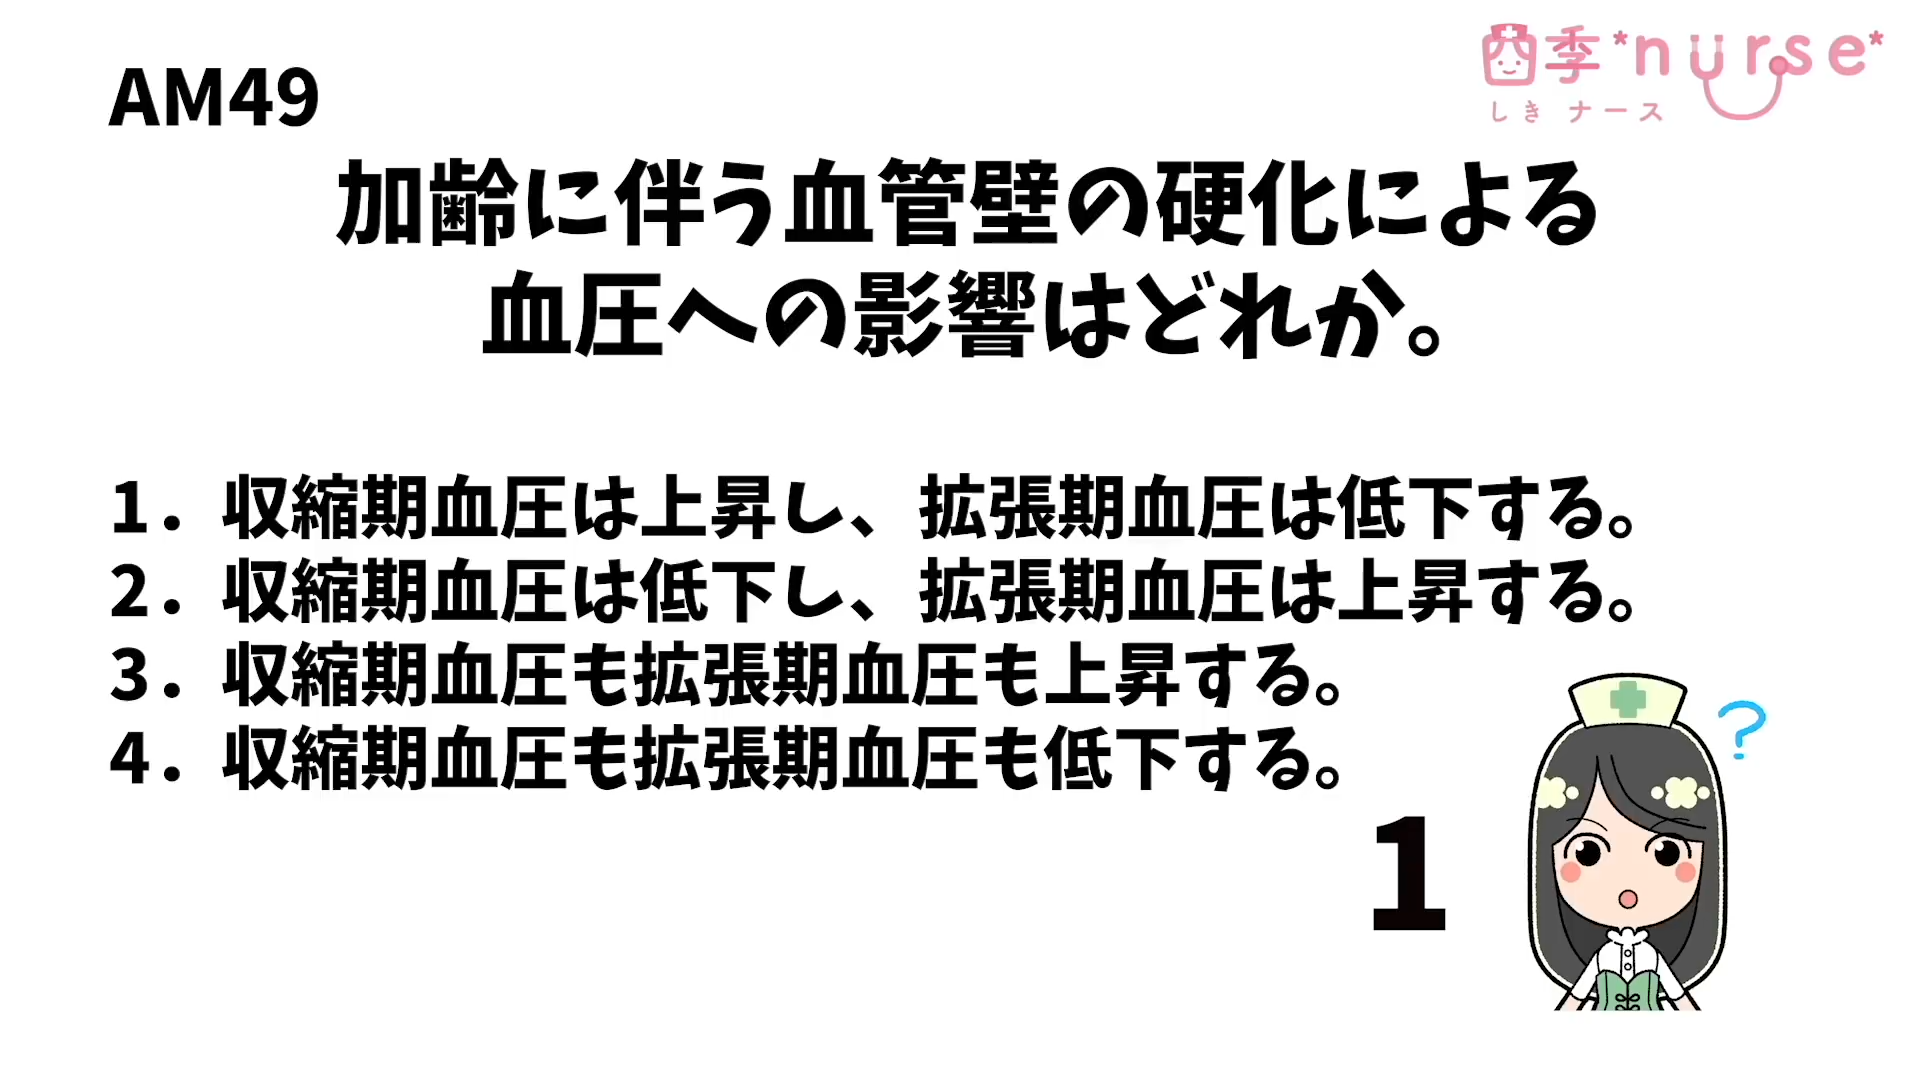 四季*nurse*
しき ナース
AM49
加齢に伴う血管壁の硬化による
血圧への影響はどれか。
1．収縮期血圧は上昇し、拡張期血圧は低下する。
2．収縮期血圧は低下し、拡張期血圧は上昇する。
3．収縮期血圧も拡張期血圧も上昇する。
4．収縮期血圧も拡張期血圧も低下する。
1
?